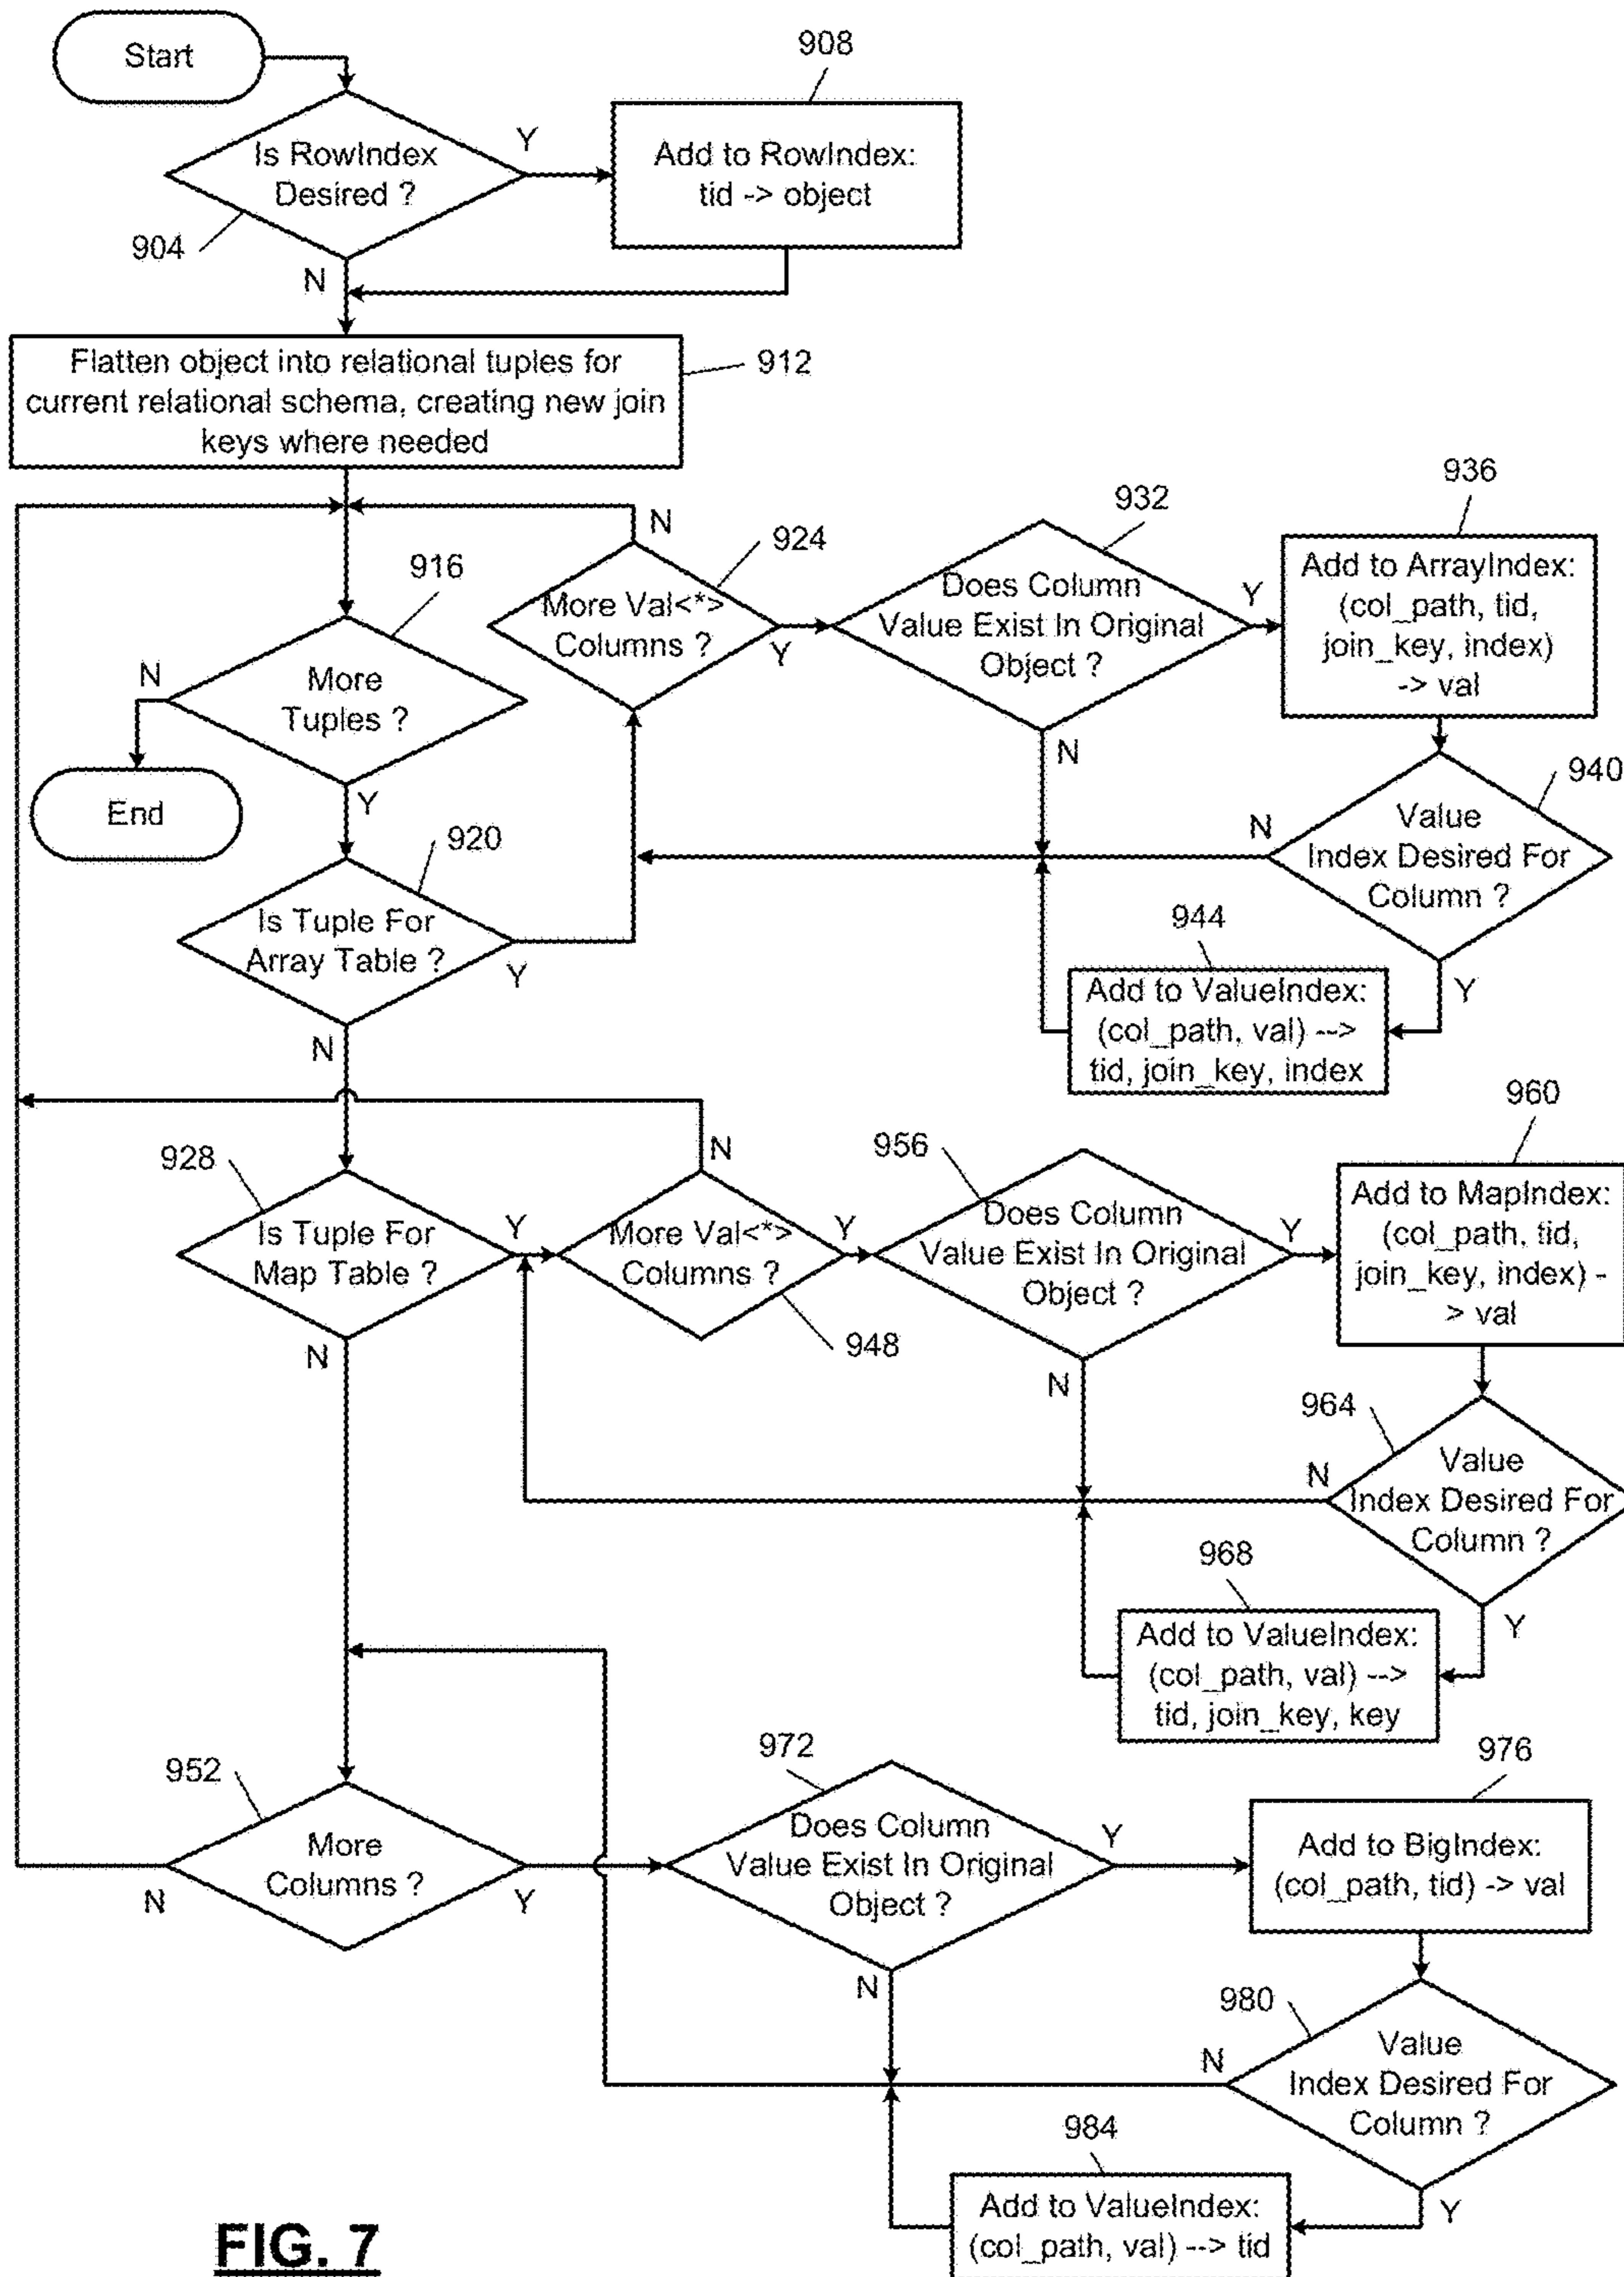 Start
908
Is RowIndex
Desired ?
Y
Add to RowIndex:
tid -> object
904
N
Flatten object into relational tuples for
current relational schema, creating new join
keys where needed
912
936
932
N
924
916
More Val<*>
Columns ?
Y
Does Column
Value Exist In Original
Object ?
Y
Add to ArrayIndex:
(col_path, tid,
join_key, index)
-> val
N
More
Tuples ?
N
940
End
Y
920
N
Value
Index Desired For
Column ?
Is Tuple For
Array Table ?
Y
944
Y
Add to ValueIndex:
(col_path, val) -->
tid, join_key, index
N
960
928
N
956
Is Tuple For
Map Table ?
Y
More Val<*>
Columns ?
Y
Does Column
Value Exist In Original
Object ?
Y
Add to MapIndex:
(col_path, tid,
join_key, index) -
> val
948
N
N
964
N
Value
Index Desired For
Column ?
968
Y
Add to ValueIndex:
(col_path, val) -->
tid, join_key, key
972
976
952
More
Columns ?
N
Y
Does Column
Value Exist In Original
Object ?
Y
Add to BigIndex:
(col_path, tid) -> val
N
980
N
Value
Index Desired For
Column ?
984
Y
Add to ValueIndex:
(col_path, val) --> tid
FIG. 7